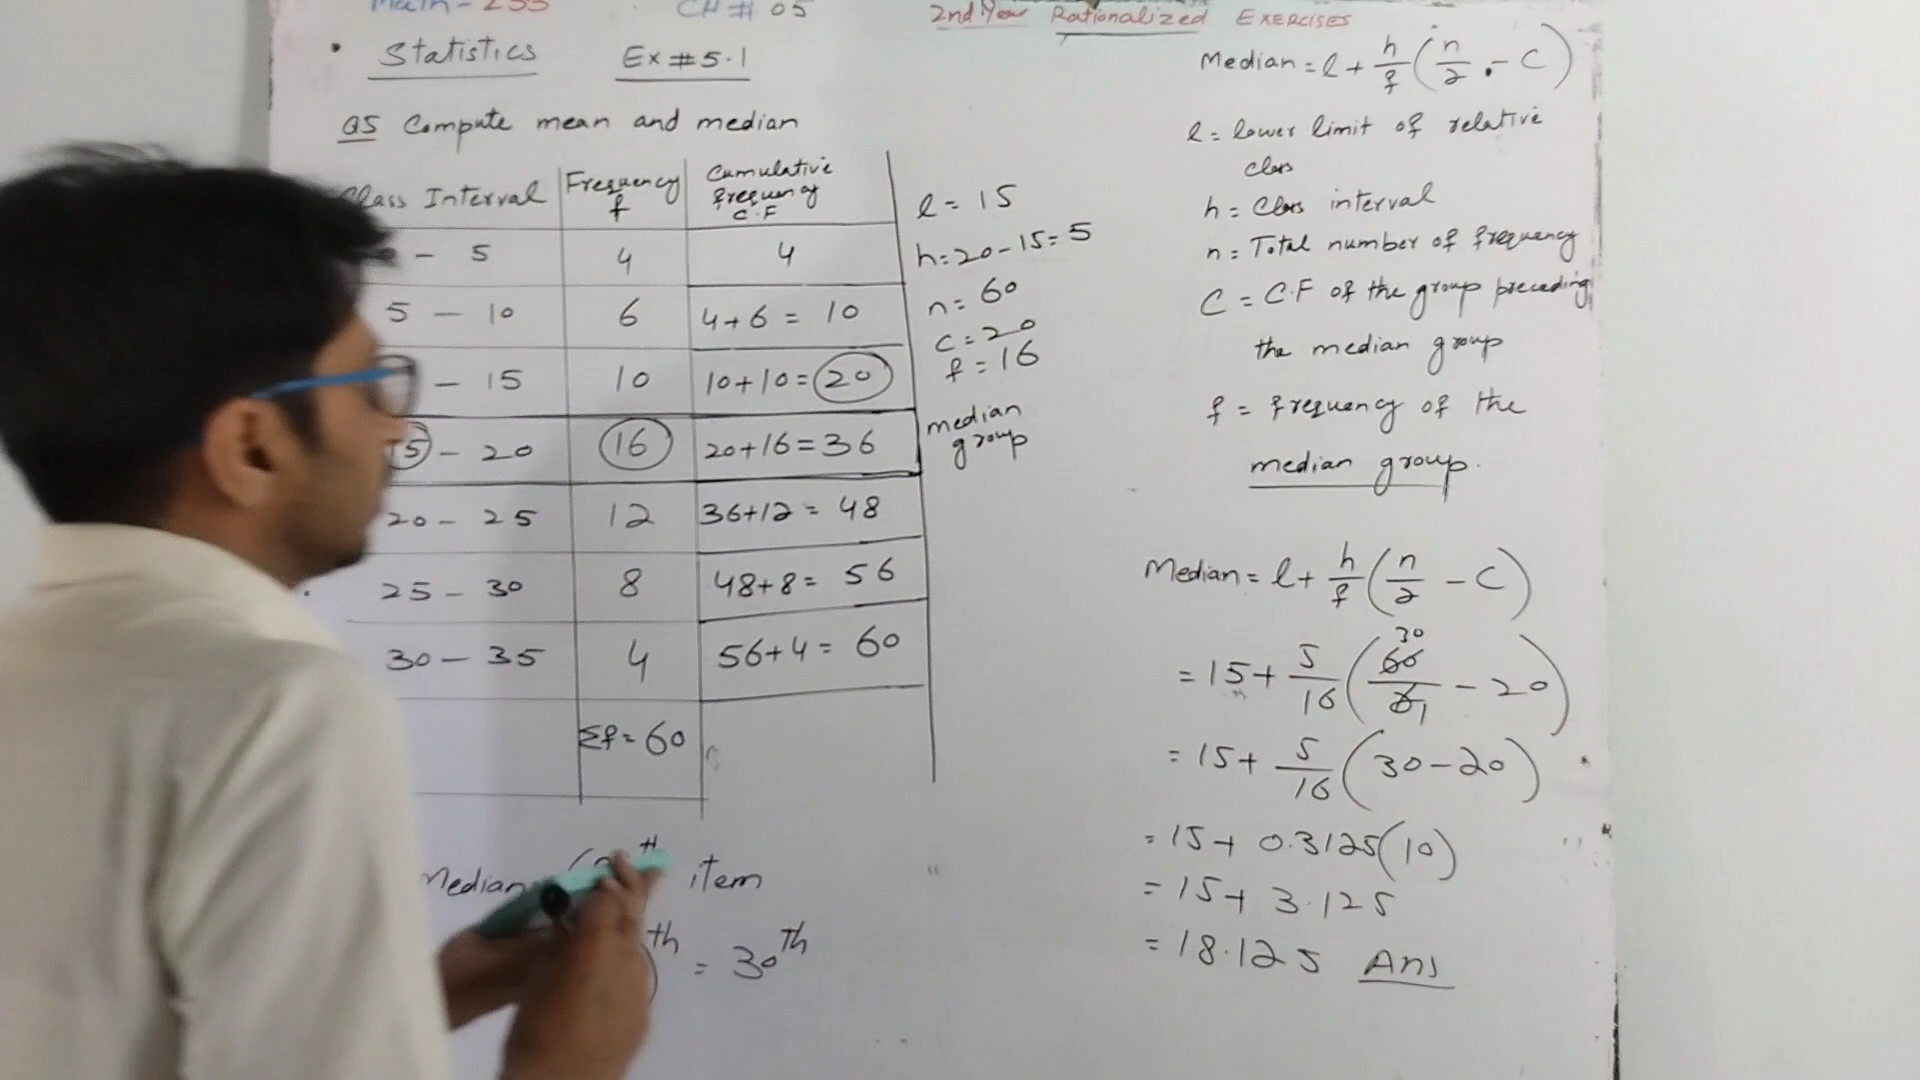 Math - 253 CH # 05 2nd Year Rationalized EXERCISES
Statistics Ex # 5.1
Q5 Compute mean and median
Class Interval Frequency f Cumulative frequency C.F
- 5 4 4
5 - 10 6 4+6 = 10
- 15 10 10+10 = 20
15 - 20 16 20+16 = 36
20 - 25 12 36+12 = 48
25 - 30 8 48+8 = 56
30 - 35 4 56+4 = 60
Σf = 60
Median item
th = 30th
l = 15
h = 20 - 15 = 5
n = 60
c = 20
f = 16
median
group
Median = l + h/f (n/2 - C)
l = lower limit of relative
class
h = Class interval
n = Total number of frequency
C = C.F of the group preceding
the median group
f = frequency of the
median group.
Median = l + h/f (n/2 - C)
= 15 + 5/16 (60/2 - 20) 30 1
= 15 + 5/16 (30 - 20)
= 15 + 0.3125(10)
= 15 + 3.125
= 18.125 Ans